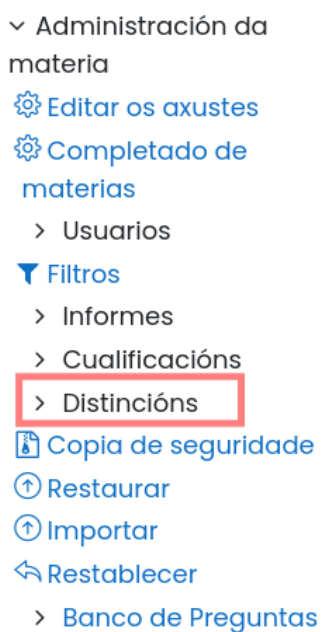 Administración da
materia
Editar os axustes
Completado de
materias
Usuarios
Filtros
Informes
Cualificacións
Distincións
Copia de seguridade
Restaurar
Importar
Restablecer
Banco de Preguntas